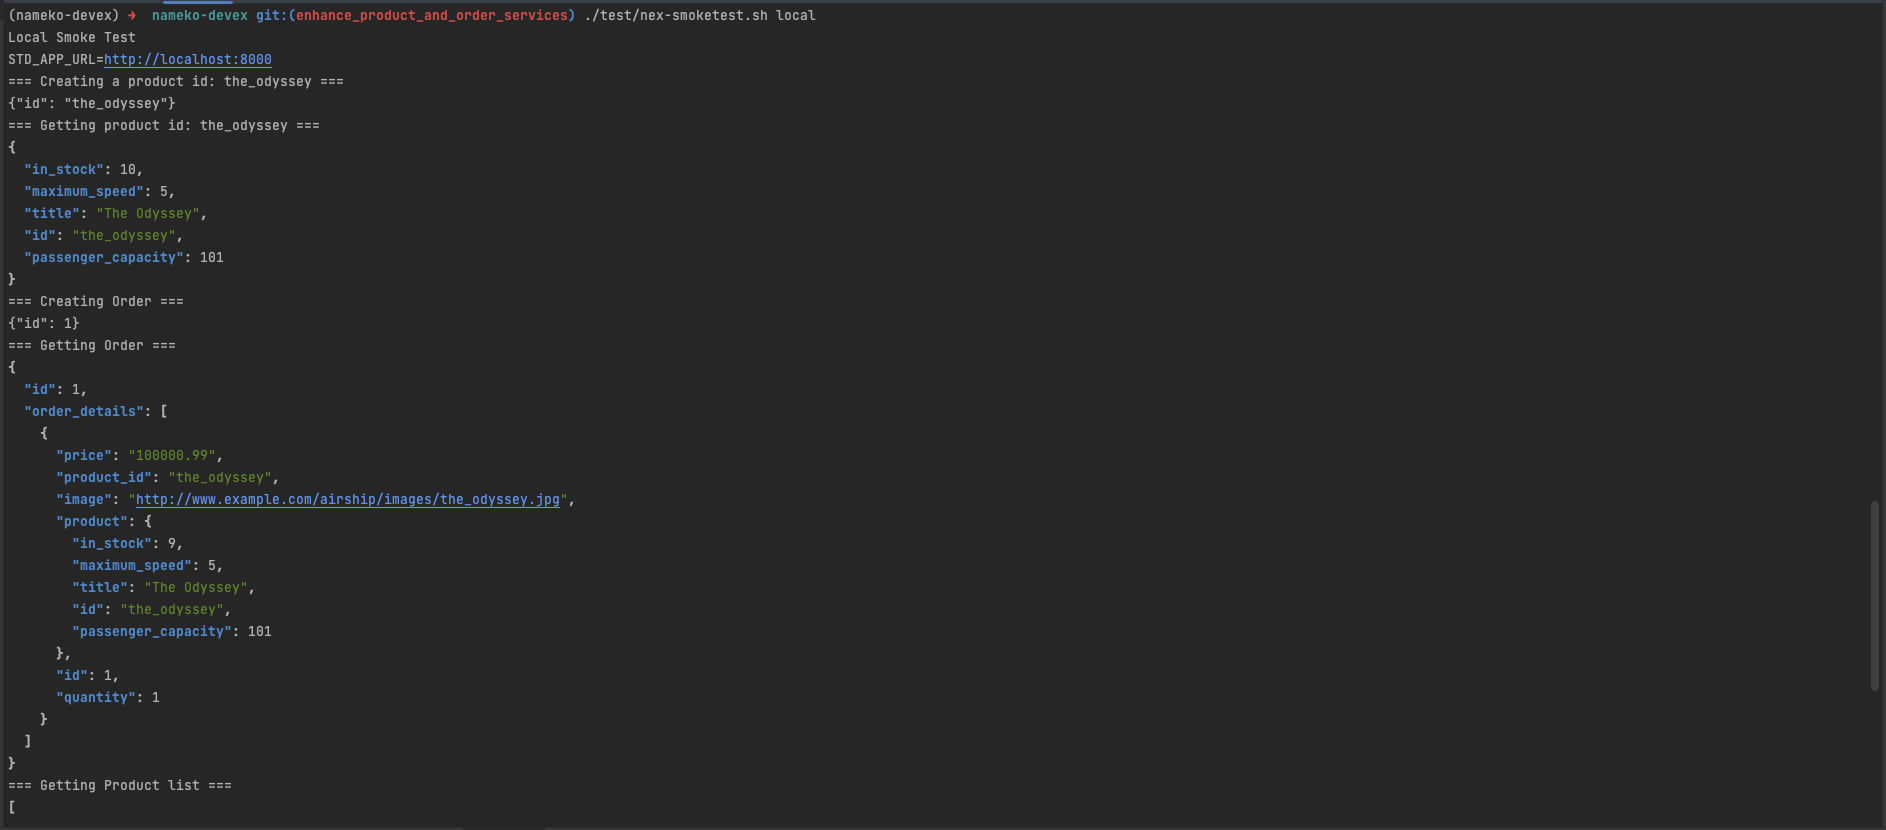 (nameko-devex) → nameko-devex git:(enhance_product_and_order_services) ./test/nex-smoketest.sh local
Local Smoke Test
STD_APP_URL=http://localhost:8000
=== Creating a product id: the_odyssey ===
{"id": "the_odyssey"}
=== Getting product id: the_odyssey ===
{
  "in_stock": 10,
  "maximum_speed": 5,
  "title": "The Odyssey",
  "id": "the_odyssey",
  "passenger_capacity": 101
}
=== Creating Order ===
{"id": 1}
=== Getting Order ===
{
  "id": 1,
  "order_details": [
    {
      "price": "100000.99",
      "product_id": "the_odyssey",
      "image": "http://www.example.com/airship/images/the_odyssey.jpg",
      "product": {
        "in_stock": 9,
        "maximum_speed": 5,
        "title": "The Odyssey",
        "id": "the_odyssey",
        "passenger_capacity": 101
      },
      "id": 1,
      "quantity": 1
    }
  ]
}
=== Getting Product list ===
[